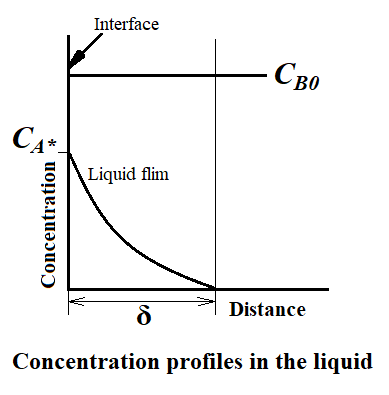 Interface
C_B0
C_A*
Liquid flim
Concentration
δ
Distance
Concentration profiles in the liquid